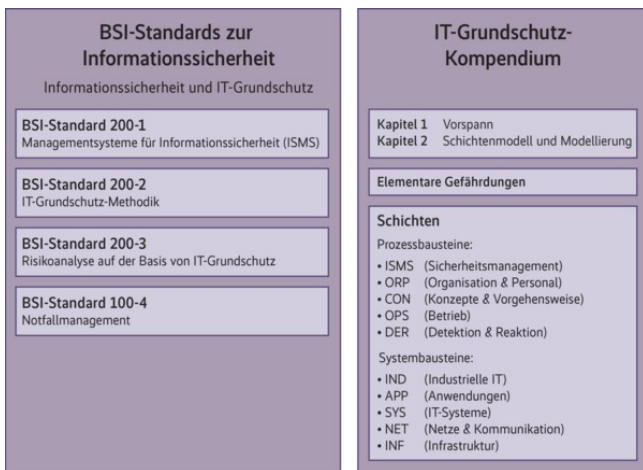 BSI-Standards zur
Informationssicherheit
Informationssicherheit und IT-Grundschutz
BSI-Standard 200-1
Managementsysteme für Informationssicherheit (ISMS)
BSI-Standard 200-2
IT-Grundschutz-Methodik
BSI-Standard 200-3
Risikoanalyse auf der Basis von IT-Grundschutz
BSI-Standard 100-4
Notfallmanagement
IT-Grundschutz-
Kompendium
Kapitel 1 Vorspann
Kapitel 2 Schichtenmodell und Modellierung
Elementare Gefährdungen
Schichten
Prozessbausteine:
• ISMS (Sicherheitsmanagement)
• ORP (Organisation & Personal)
• CON (Konzepte & Vorgehensweise)
• OPS (Betrieb)
• DER (Detektion & Reaktion)
Systembausteine:
• IND (Industrielle IT)
• APP (Anwendungen)
• SYS (IT-Systeme)
• NET (Netze & Kommunikation)
• INF (Infrastruktur)